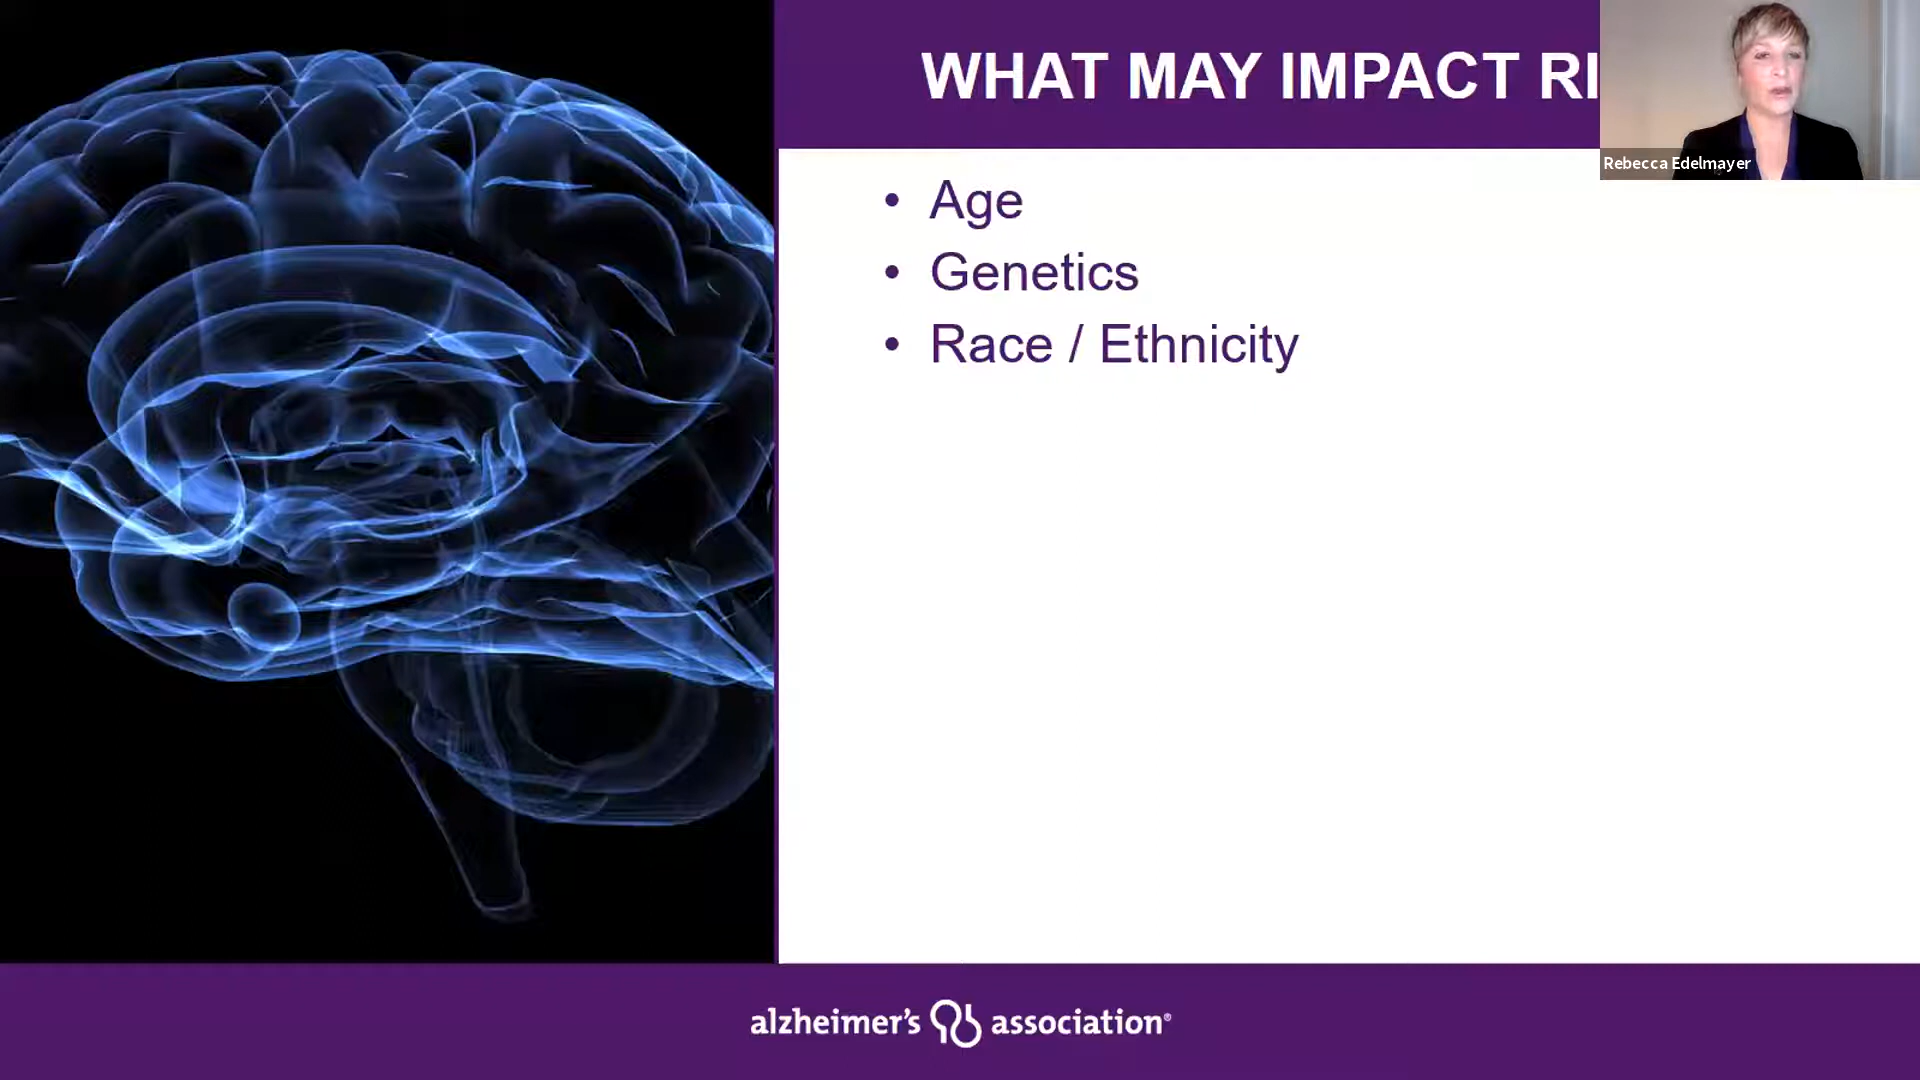 WHAT MAY IMPACT RI
Rebecca Edelmayer
• Age
• Genetics
• Race / Ethnicity
alzheimer's association®